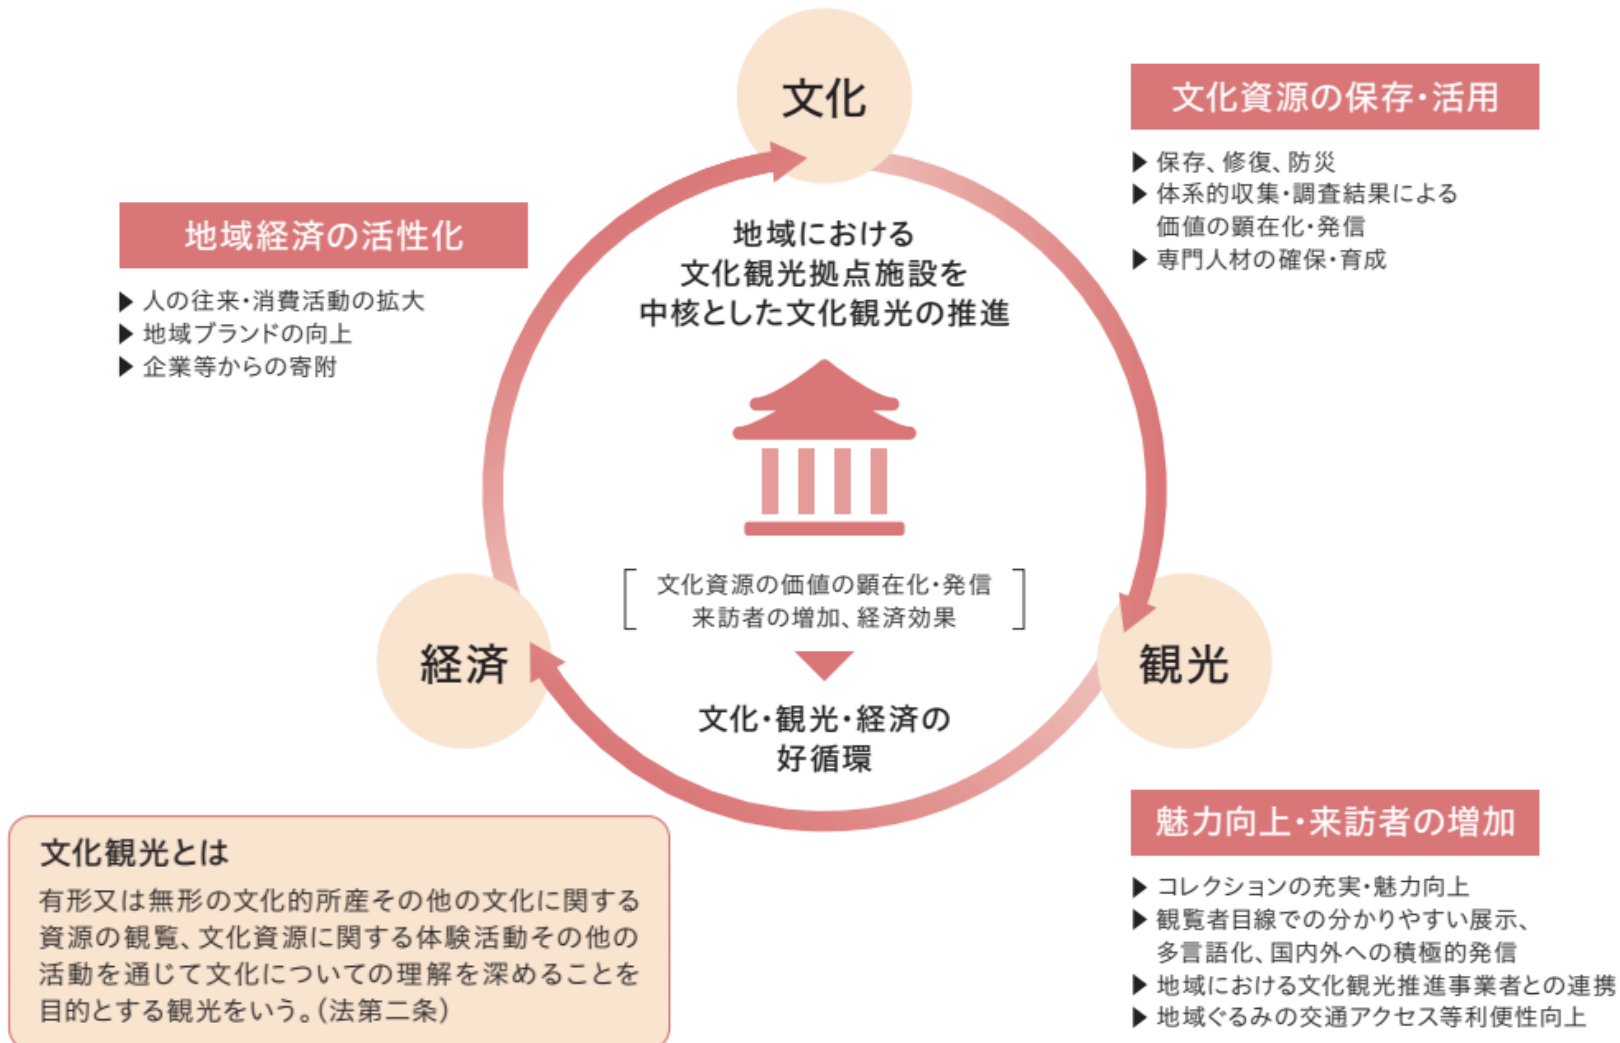 文化
文化資源の保存・活用
▶ 保存、修復、防災
▶ 体系的収集・調査結果による
価値の顕在化・発信
▶ 専門人材の確保・育成
地域経済の活性化
▶ 人の往来・消費活動の拡大
▶ 地域ブランドの向上
▶ 企業等からの寄附
地域における
文化観光拠点施設を
中核とした文化観光の推進
文化資源の価値の顕在化・発信
来訪者の増加、経済効果
文化・観光・経済の
好循環
経済
観光
魅力向上・来訪者の増加
▶ コレクションの充実・魅力向上
▶ 観覧者目線での分かりやすい展示、
多言語化、国内外への積極的発信
▶ 地域における文化観光推進事業者との連携
▶ 地域ぐるみの交通アクセス等利便性向上
文化観光とは
有形又は無形の文化的所産その他の文化に関する
資源の観覧、文化資源に関する体験活動その他の
活動を通じて文化についての理解を深めることを
目的とする観光をいう。(法第二条)